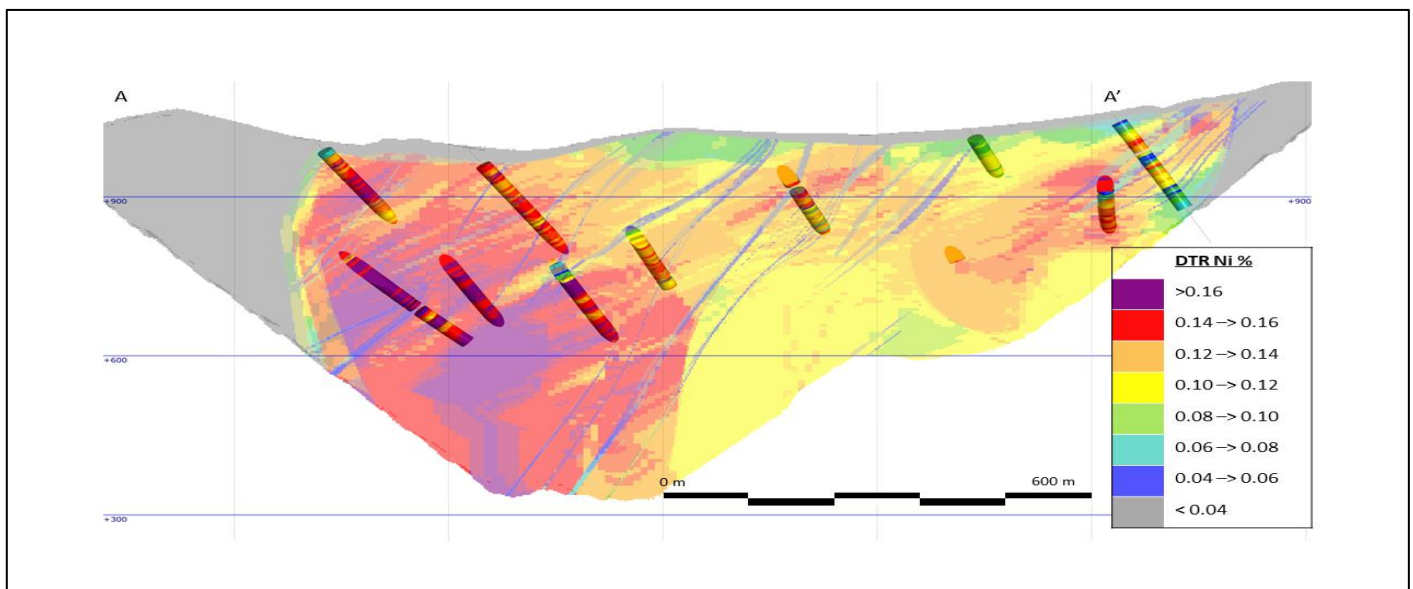 A
A'
+900
+900
DTR Ni %
>0.16
0.14 –> 0.16
+600
0.12 –> 0.14
0.10 –> 0.12
0.08 –> 0.10
0.06 –> 0.08
0 m
600 m
0.04 –> 0.06
< 0.04
+300